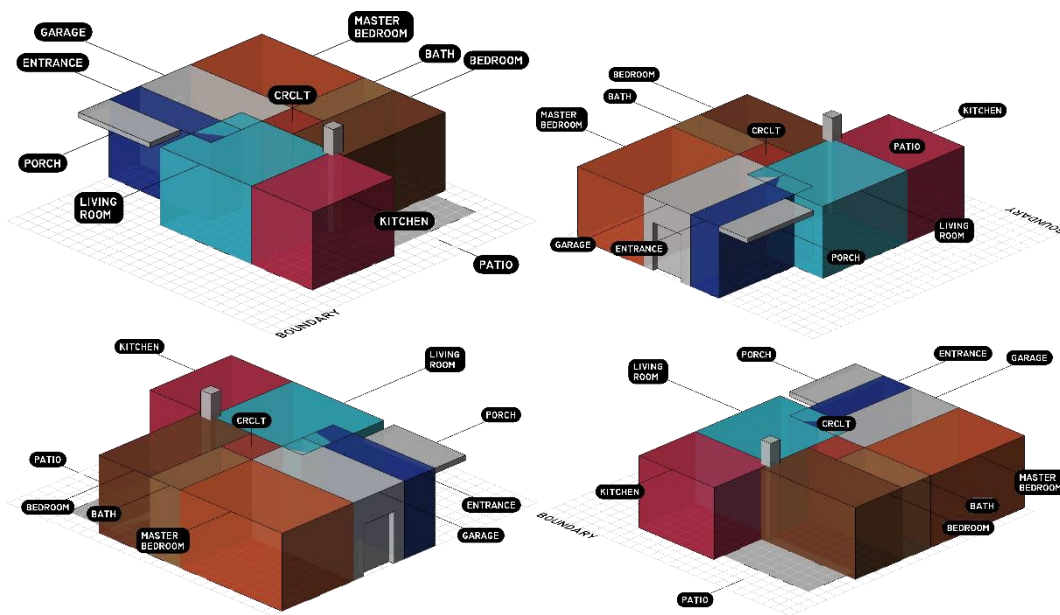 MASTER
BEDROOM
GARAGE
BATH
ENTRANCE
BEDROOM
CRCLT
PORCH
LIVING
ROOM
KITCHEN
PATIO
BOUNDARY
BEDROOM
BATH
KITCHEN
MASTER
BEDROOM
CRCLT
PATIO
BOUNDARY
LIVING
ROOM
GARAGE
ENTRANCE
PORCH
KITCHEN
LIVING
ROOM
PORCH
CRCLT
PATIO
BEDROOM
BATH
ENTRANCE
MASTER
BEDROOM
GARAGE
PORCH
ENTRANCE
GARAGE
LIVING
ROOM
CRCLT
KITCHEN
MASTER
BEDROOM
BATH
BOUNDARY
BEDROOM
PATIO